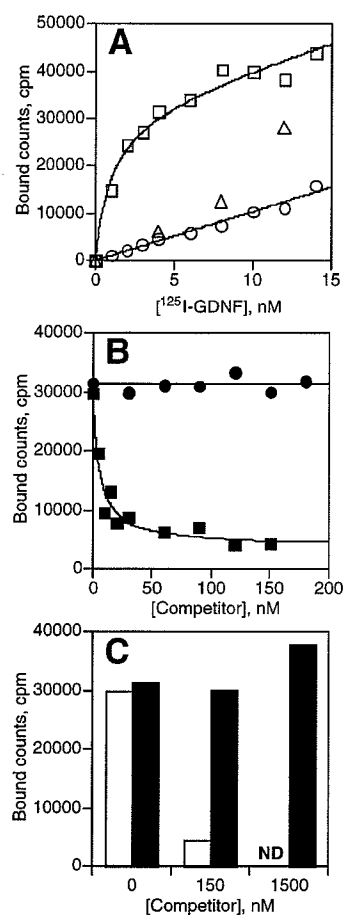 A
Bound counts, cpm
50000
40000
30000
20000
10000
0
0 5 10 15
[¹²⁵I-GDNF], nM
B
Bound counts, cpm
40000
30000
20000
10000
0
0 50 100 150 200
[Competitor], nM
C
Bound counts, cpm
40000
30000
20000
10000
0
ND
0 150 1500
[Competitor], nM